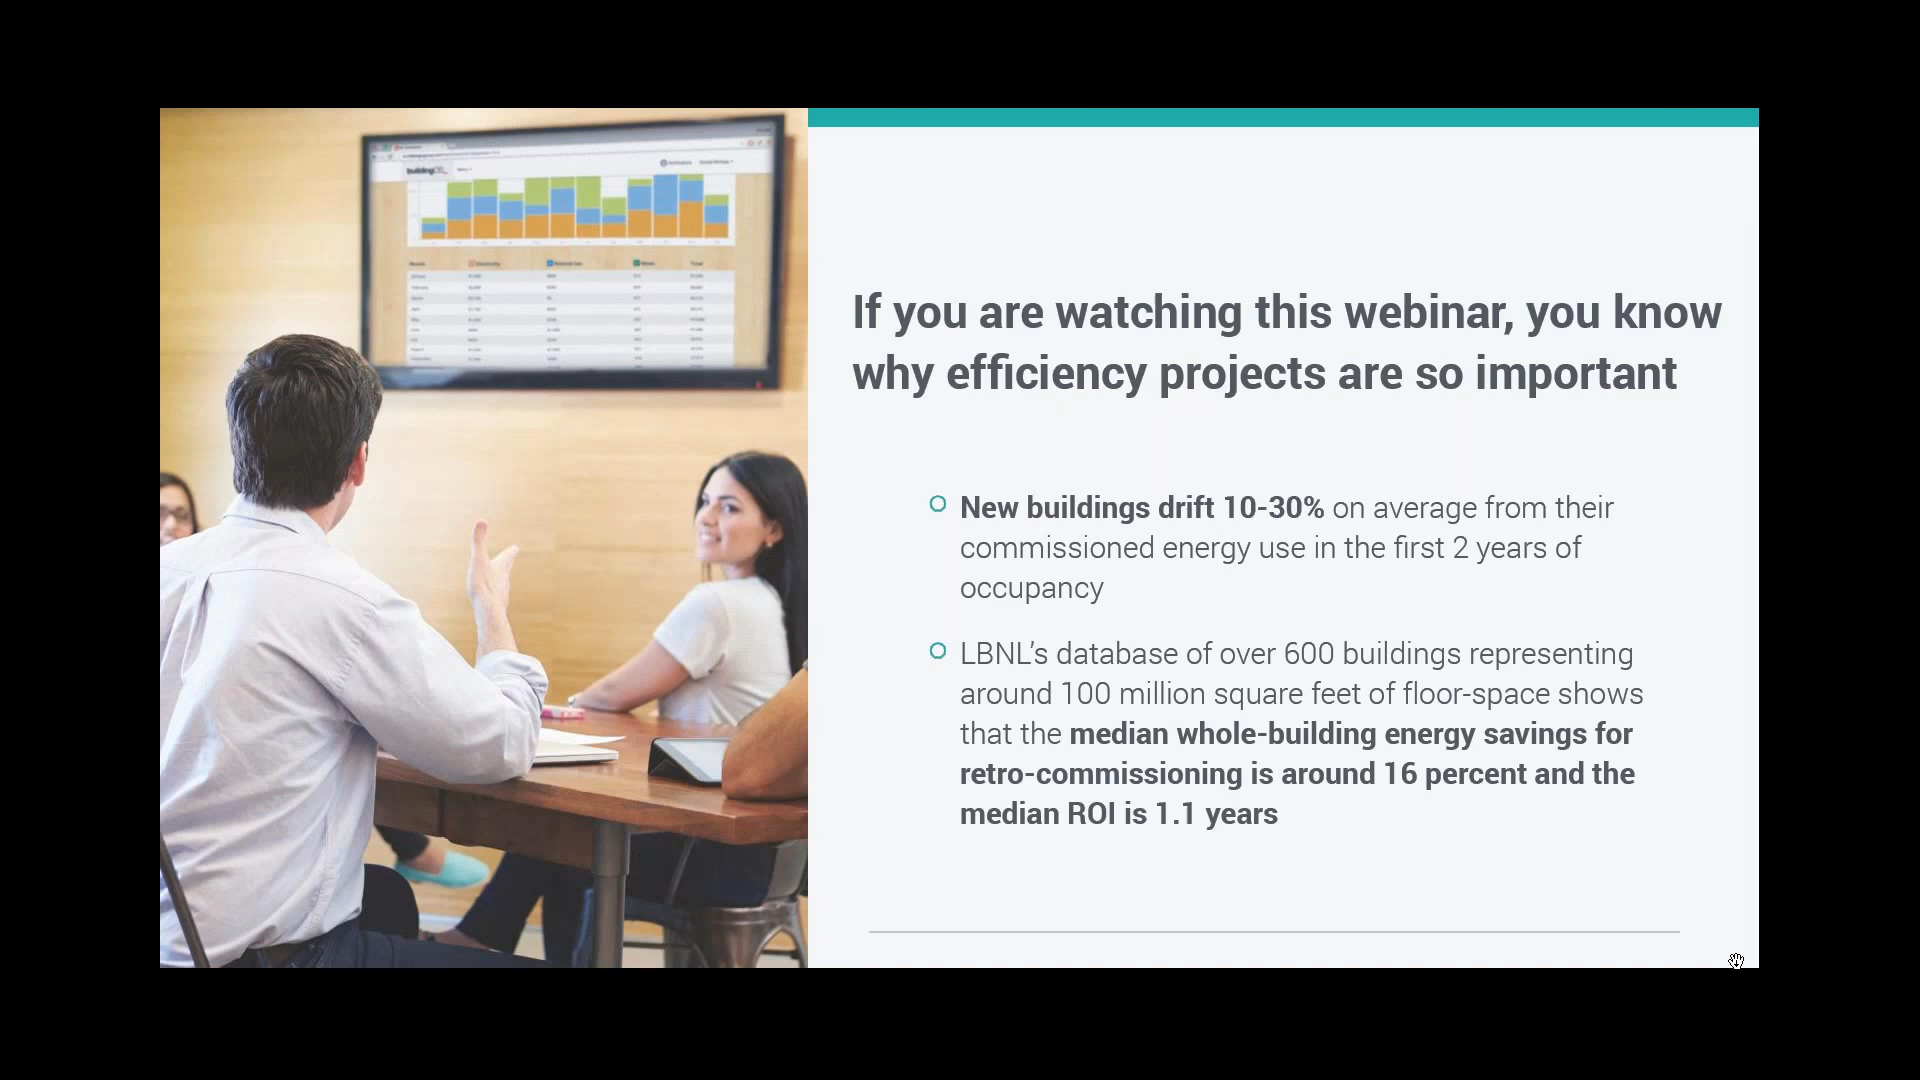 buildingOS
If you are watching this webinar, you know
why efficiency projects are so important
New buildings drift 10-30% on average from their
commissioned energy use in the first 2 years of
occupancy
LBNL’s database of over 600 buildings representing
around 100 million square feet of floor-space shows
that the median whole-building energy savings for
retro-commissioning is around 16 percent and the
median ROI is 1.1 years